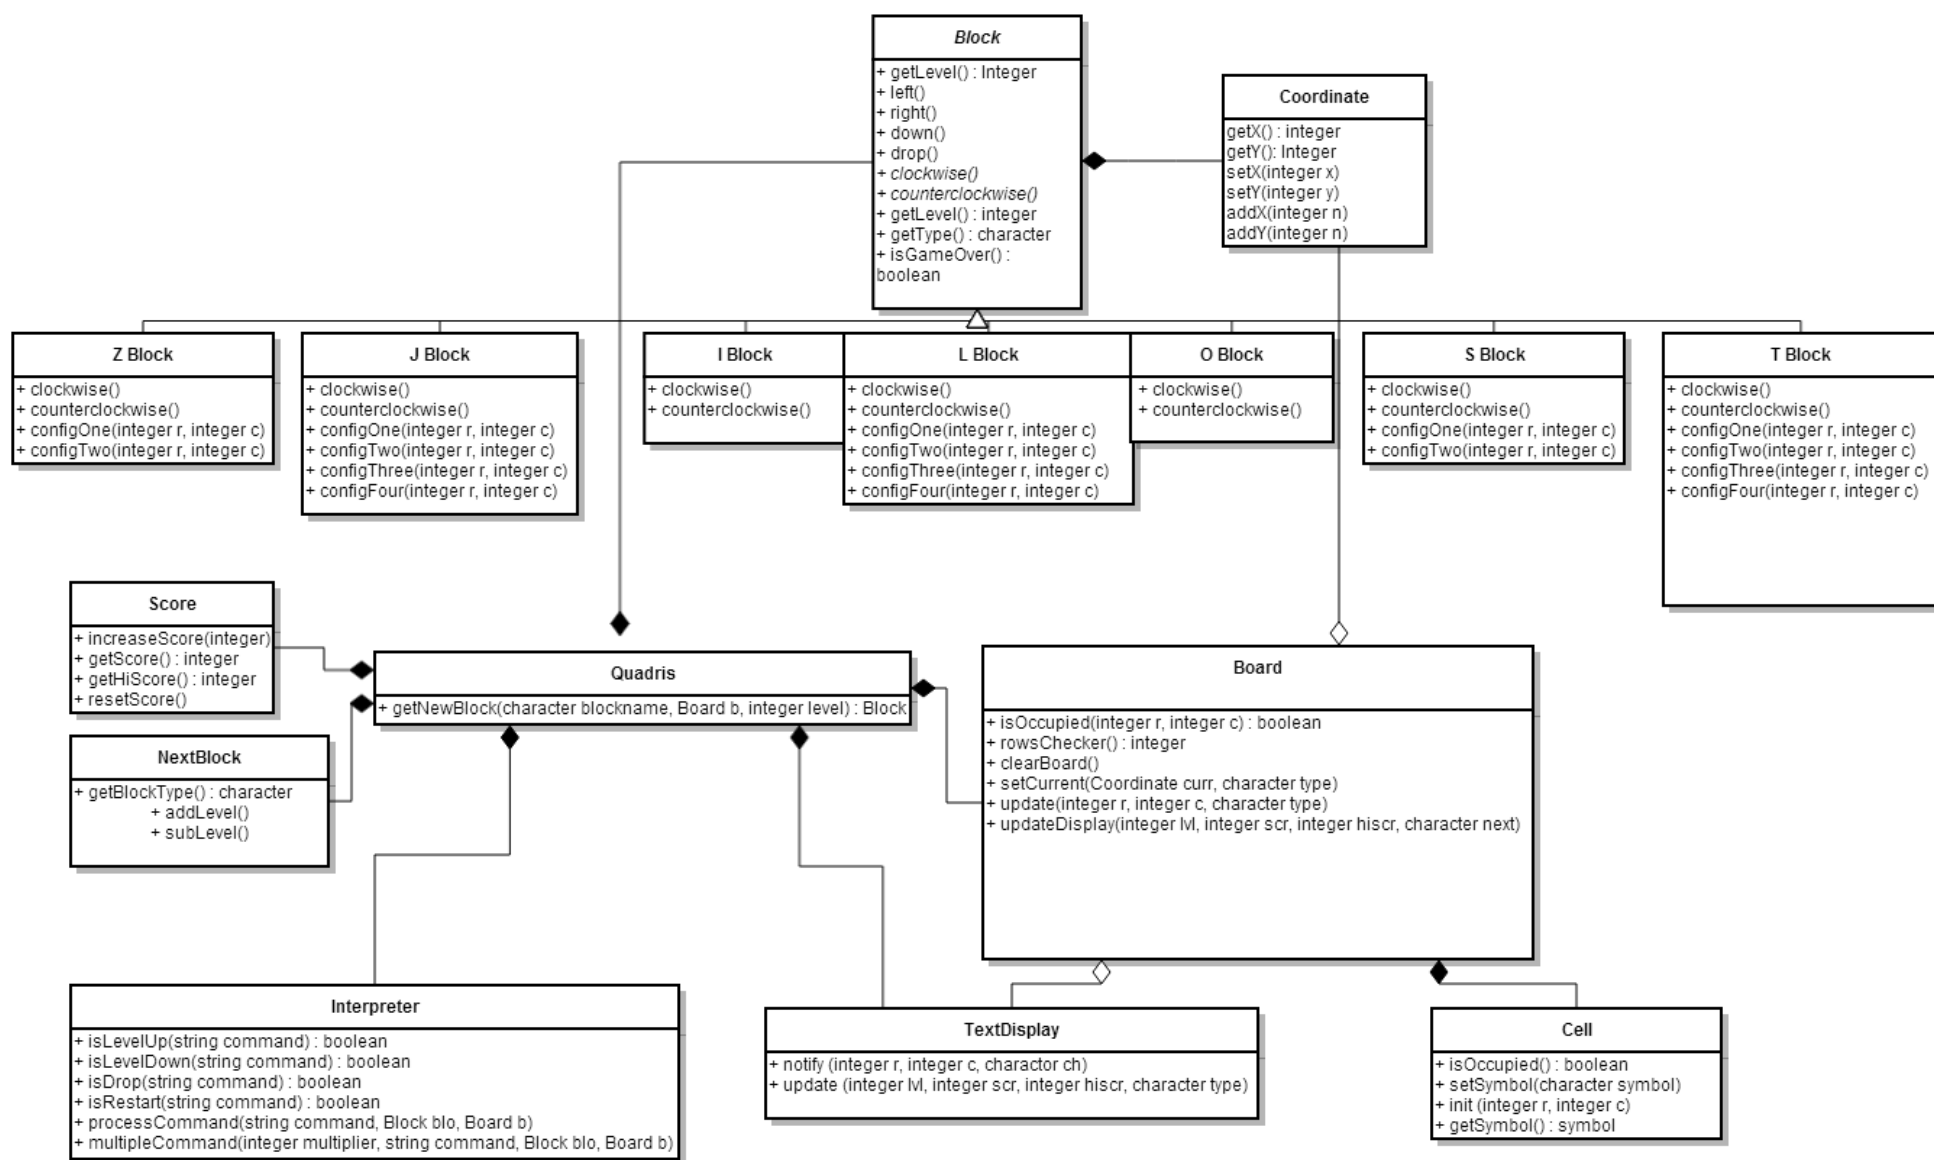 Block
+ getLevel() : Integer
+ left()
+ right()
+ down()
+ drop()
+ clockwise()
+ counterclockwise()
+ getLevel() : integer
+ getType() : character
+ isGameOver() :
boolean
Coordinate
getX() : integer
getY(): Integer
setX(integer x)
setY(integer y)
addX(integer n)
addY(integer n)
Z Block
+ clockwise()
+ counterclockwise()
+ configOne(integer r, integer c)
+ configTwo(integer r, integer c)
J Block
+ clockwise()
+ counterclockwise()
+ configOne(integer r, integer c)
+ configTwo(integer r, integer c)
+ configThree(integer r, integer c)
+ configFour(integer r, integer c)
I Block
+ clockwise()
+ counterclockwise()
L Block
+ clockwise()
+ counterclockwise()
+ configOne(integer r, integer c)
+ configTwo(integer r, integer c)
+ configThree(integer r, integer c)
+ configFour(integer r, integer c)
O Block
+ clockwise()
+ counterclockwise()
S Block
+ clockwise()
+ counterclockwise()
+ configOne(integer r, integer c)
+ configTwo(integer r, integer c)
T Block
+ clockwise()
+ counterclockwise()
+ configOne(integer r, integer c)
+ configTwo(integer r, integer c)
+ configThree(integer r, integer c)
+ configFour(integer r, integer c)
Score
+ increaseScore(integer)
+ getScore() : integer
+ getHiScore() : integer
+ resetScore()
Quadris
+ getNewBlock(character blockname, Board b, integer level) : Block
Board
+ isOccupied(integer r, integer c) : boolean
+ rowsChecker() : integer
+ clearBoard()
+ setCurrent(Coordinate curr, character type)
+ update(integer r, integer c, character type)
+ updateDisplay(integer lvl, integer scr, integer hiscr, character next)
NextBlock
+ getBlockType() : character
+ addLevel()
+ subLevel()
Interpreter
+ isLevelUp(string command) : boolean
+ isLevelDown(string command) : boolean
+ isDrop(string command) : boolean
+ isRestart(string command) : boolean
+ processCommand(string command, Block blo, Board b)
+ multipleCommand(integer multiplier, string command, Block blo, Board b)
TextDisplay
+ notify (integer r, integer c, charactor ch)
+ update (integer lvl, integer scr, integer hiscr, character type)
Cell
+ isOccupied() : boolean
+ setSymbol(character symbol)
+ init (integer r, integer c)
+ getSymbol() : symbol